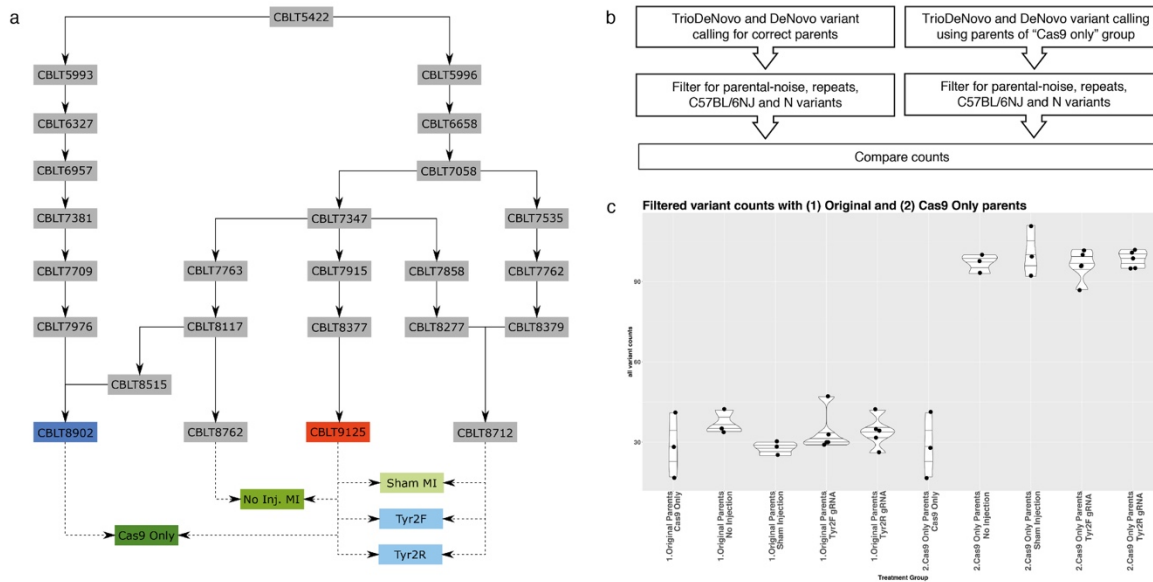 a
CBLT5422
CBLT5993
CBLT5996
CBLT6327
CBLT6658
CBLT6957
CBLT7058
CBLT7381
CBLT7347
CBLT7535
CBLT7709
CBLT7763
CBLT7915
CBLT7858
CBLT7762
CBLT7976
CBLT8117
CBLT8377
CBLT8277
CBLT8379
CBLT8515
CBLT8902
CBLT8762
CBLT9125
CBLT8712
Sham MI
No Inj. MI
Tyr2F
Cas9 Only
Tyr2R
b
TrioDeNovo and DeNovo variant
calling for correct parents
TrioDeNovo and DeNovo variant calling
using parents of “Cas9 only” group
Filter for parental-noise, repeats,
C57BL/6NJ and N variants
Filter for parental-noise, repeats,
C57BL/6NJ and N variants
Compare counts
c
Filtered variant counts with (1) Original and (2) Cas9 Only parents
all variant counts
90
60
30
1.Original Parents
Cas9 Only
1.Original Parents
No Injection
1.Original Parents
Sham Injection
1.Original Parents
Tyr2F gRNA
1.Original Parents
Tyr2R gRNA
2.Cas9 Only Parents
Cas9 Only
2.Cas9 Only Parents
No Injection
2.Cas9 Only Parents
Sham Injection
2.Cas9 Only Parents
Tyr2F gRNA
2.Cas9 Only Parents
Tyr2R gRNA
Treatment Group